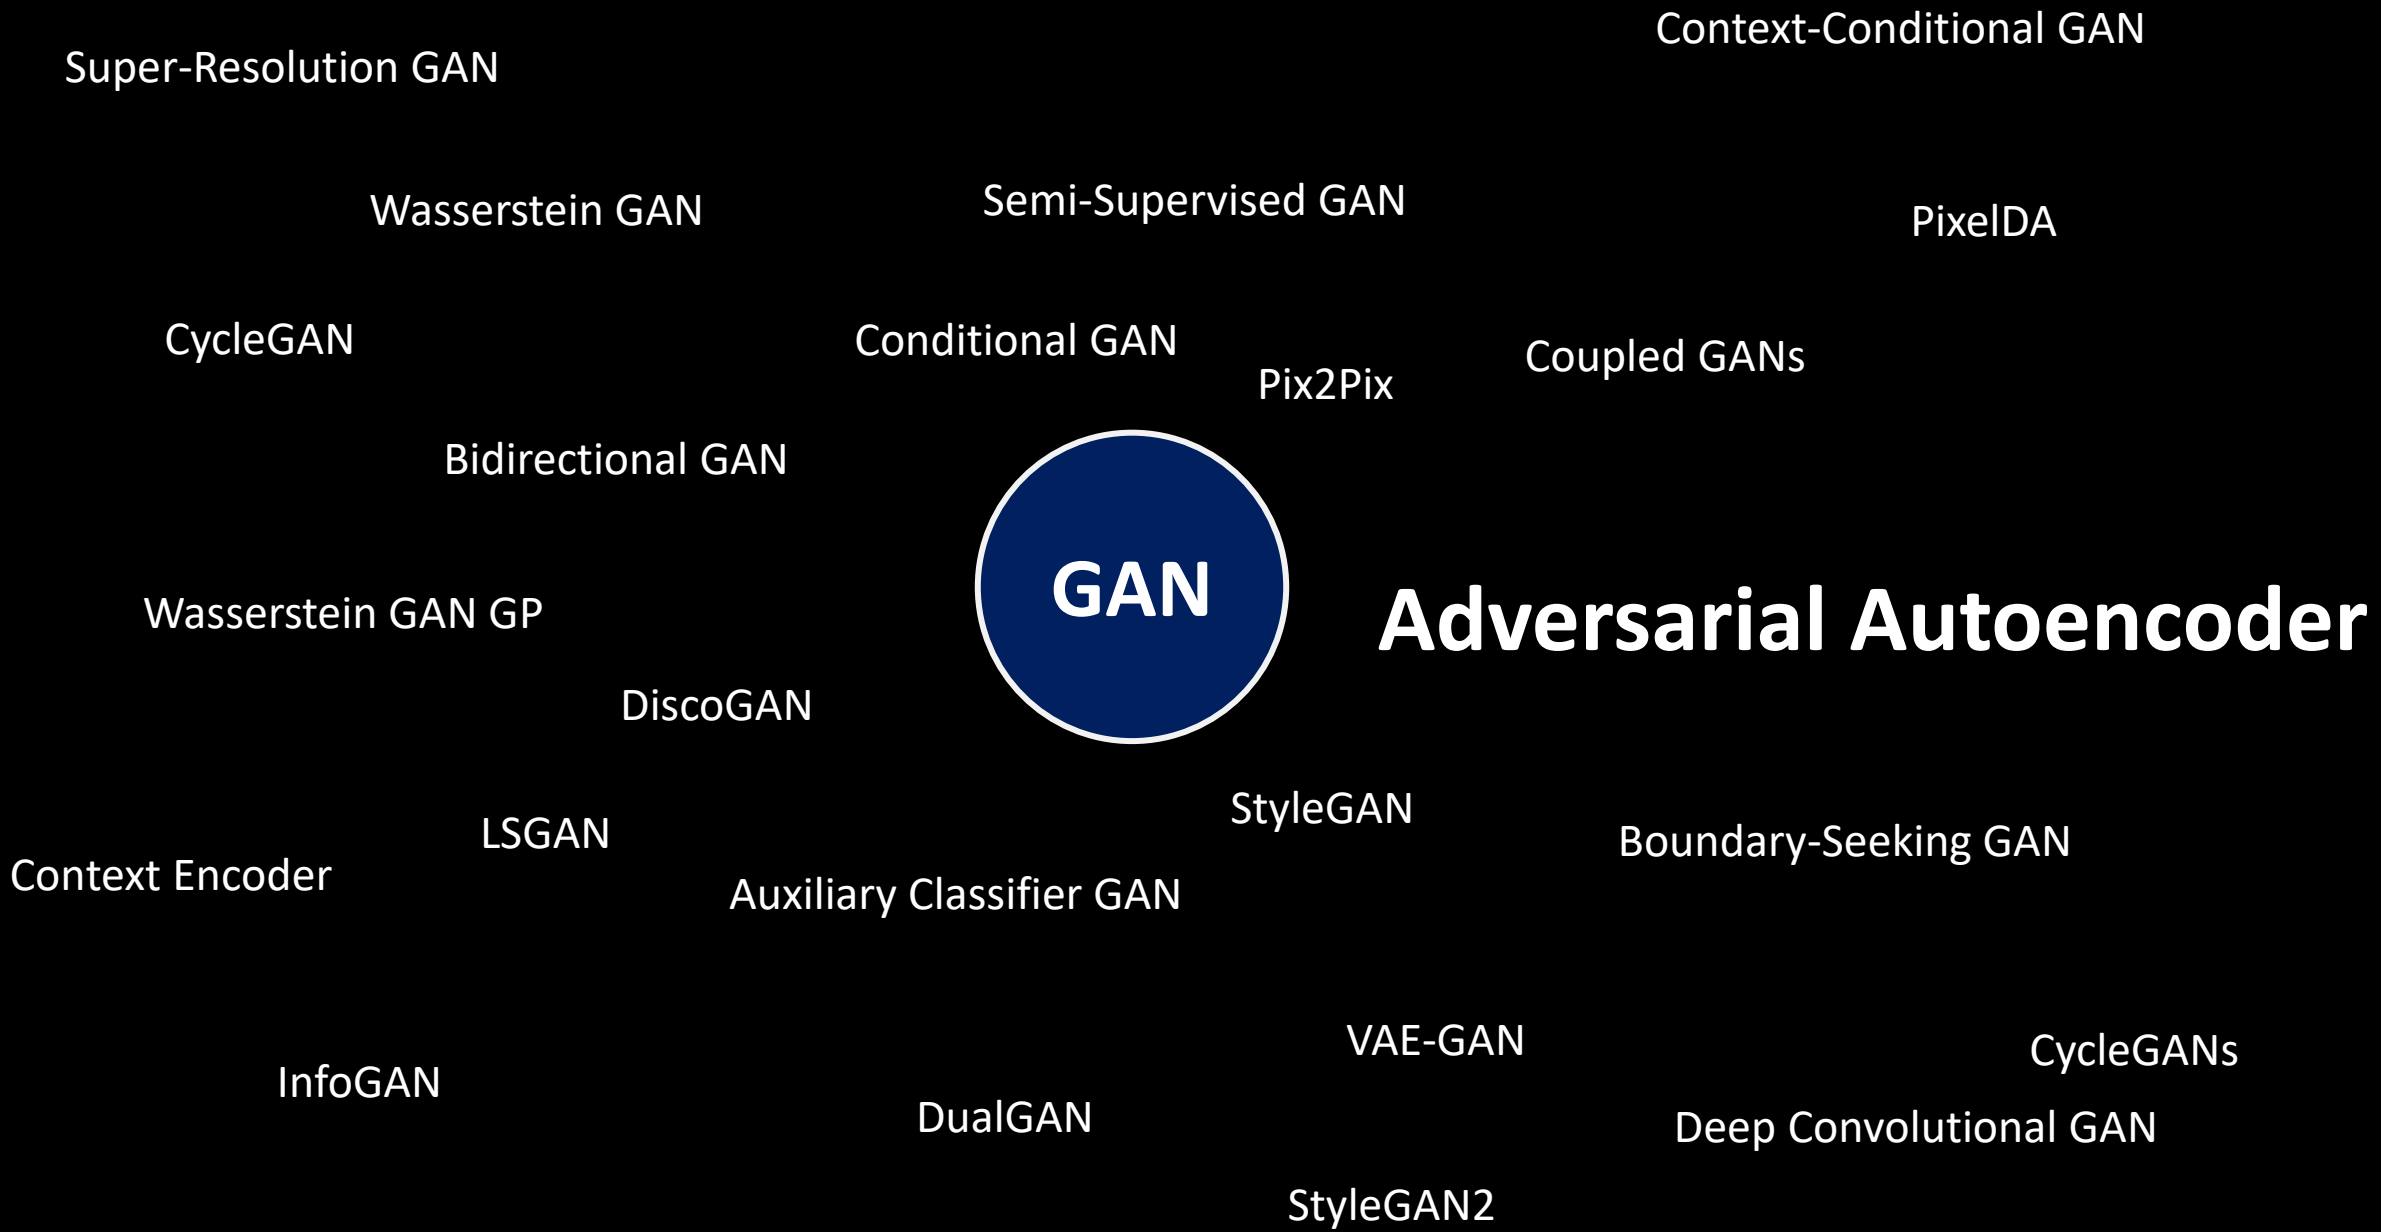 Context-Conditional GAN
Super-Resolution GAN
Semi-Supervised GAN
Wasserstein GAN
PixelDA
CycleGAN
Conditional GAN
Coupled GANs
Pix2Pix
Bidirectional GAN
GAN
Wasserstein GAN GP
Adversarial Autoencoder
DiscoGAN
StyleGAN
LSGAN
Boundary-Seeking GAN
Context Encoder
Auxiliary Classifier GAN
VAE-GAN
CycleGANs
InfoGAN
DualGAN
Deep Convolutional GAN
StyleGAN2